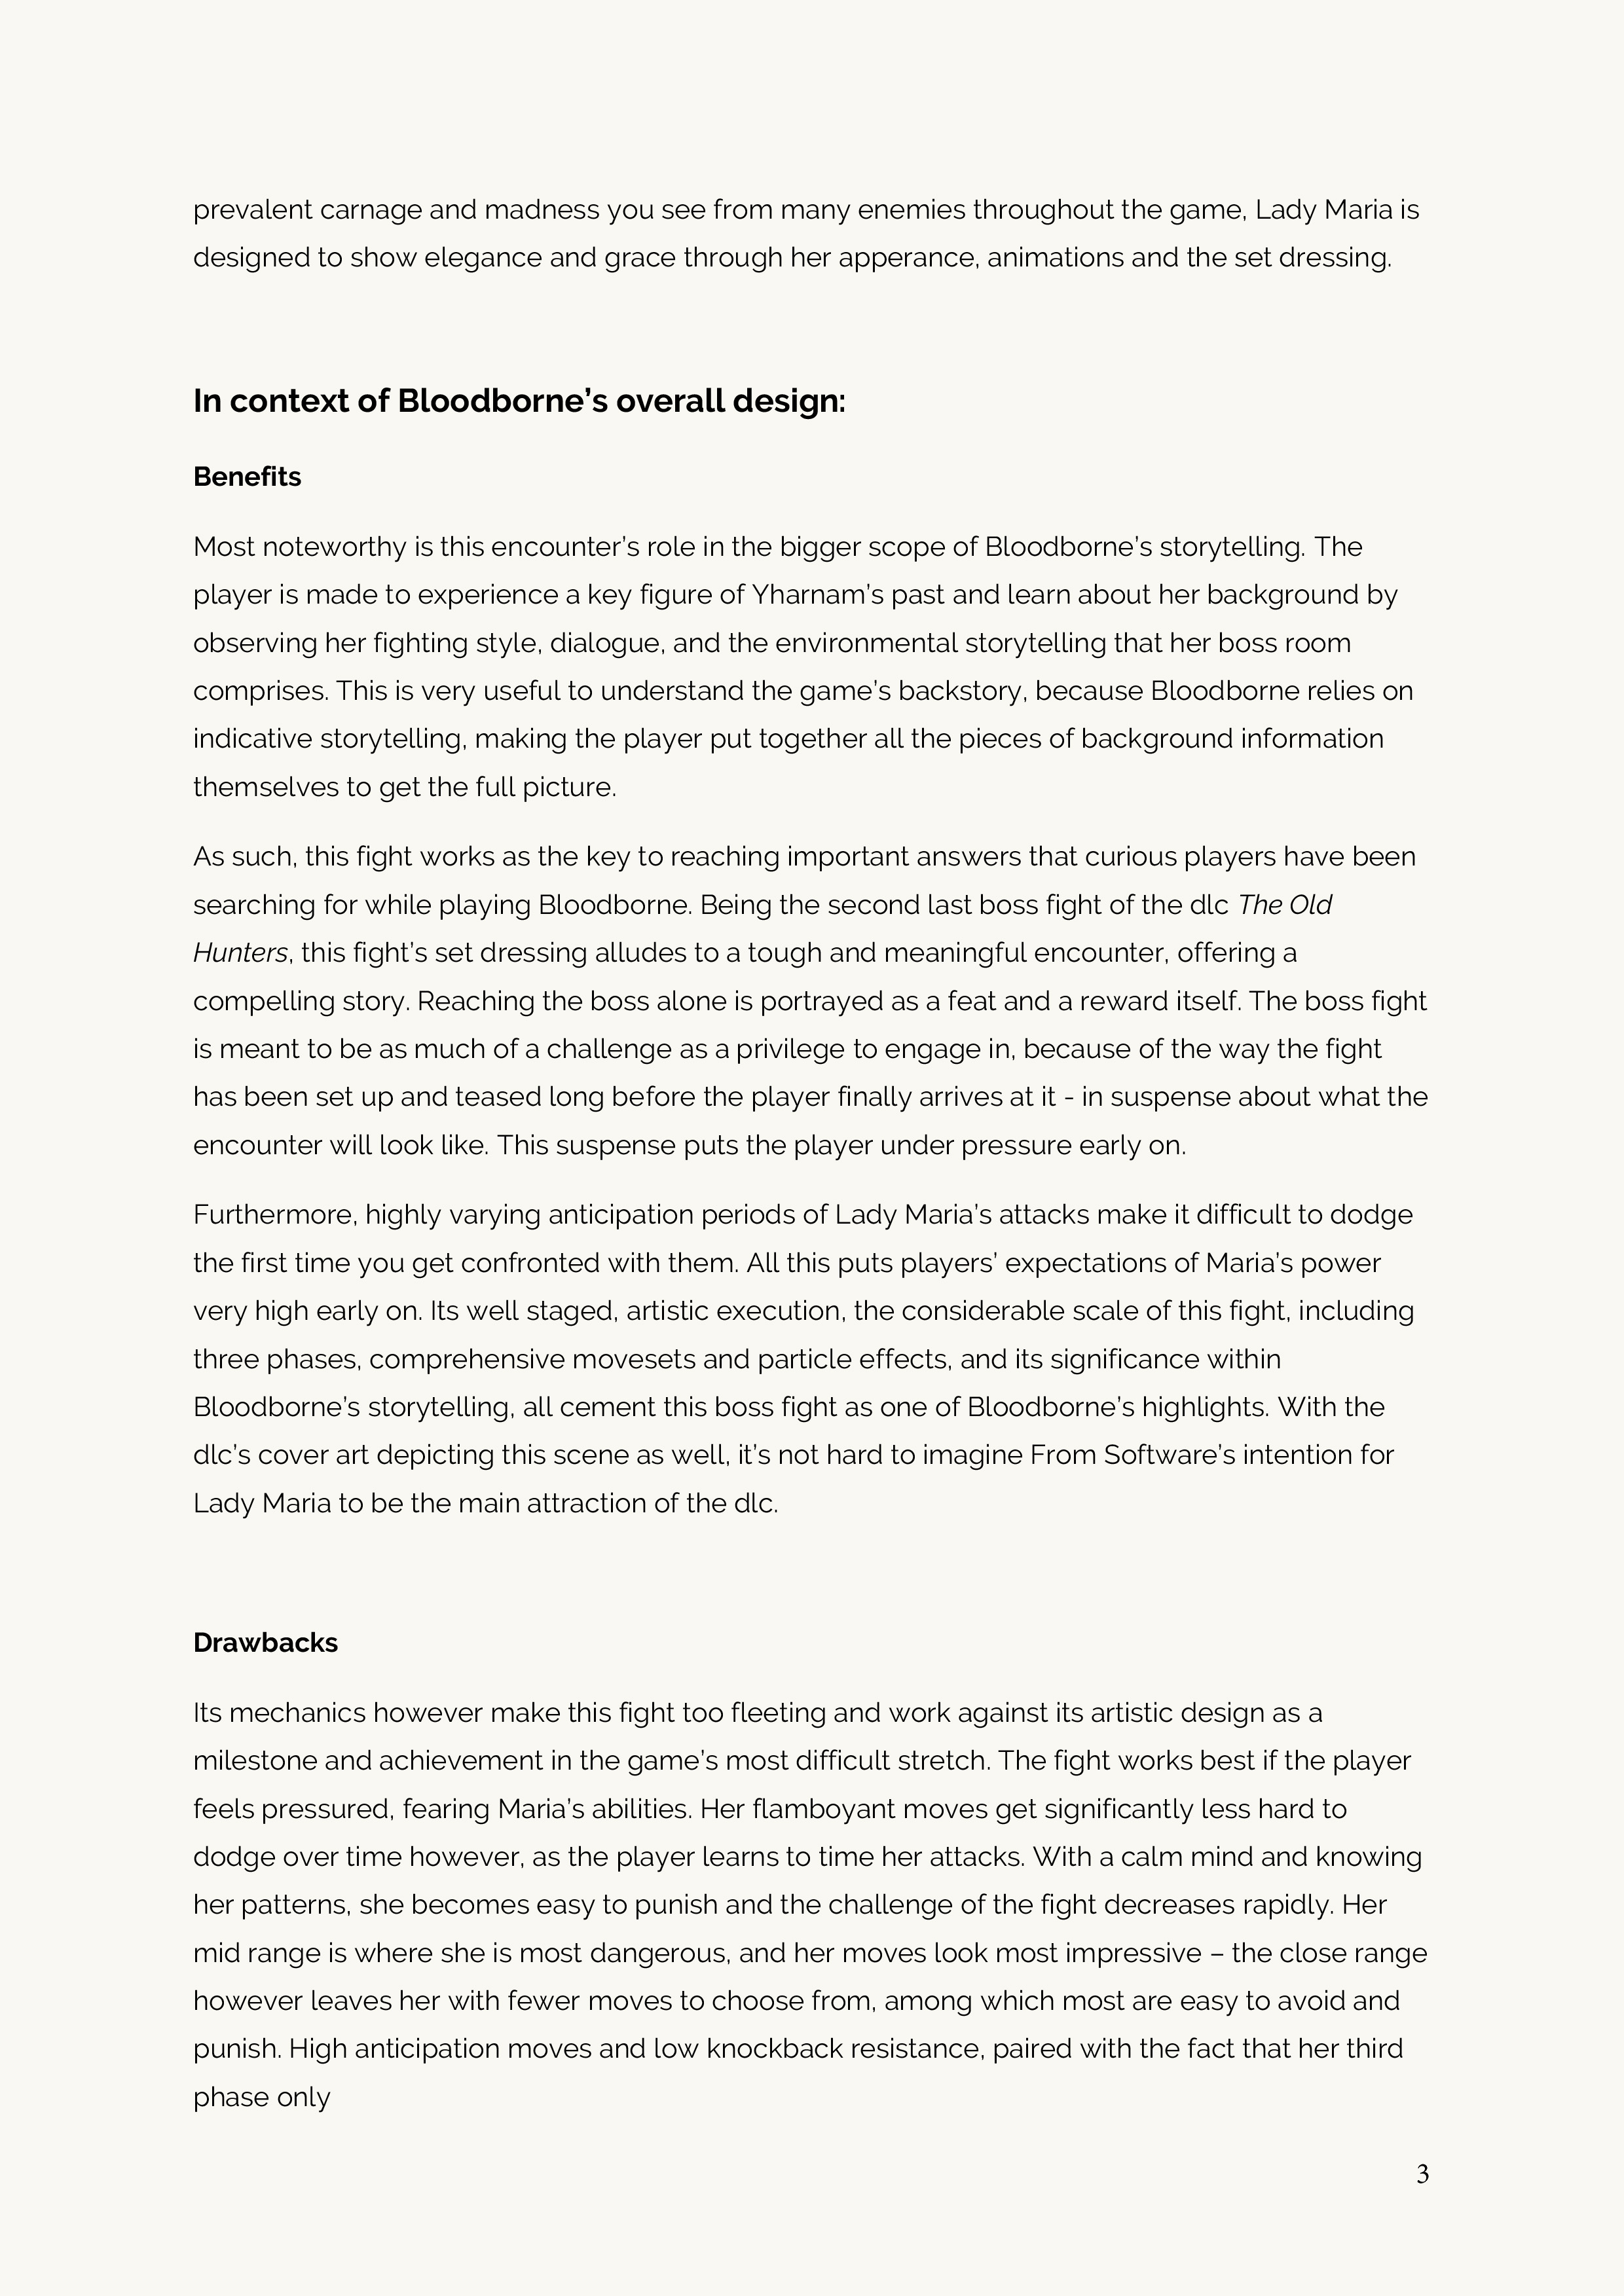 prevalent carnage and madness you see from many enemies throughout the game, Lady Maria is
designed to show elegance and grace through her apperance, animations and the set dressing.
In context of Bloodborne’s overall design:
Benefits
Most noteworthy is this encounter’s role in the bigger scope of Bloodborne’s storytelling. The
player is made to experience a key figure of Yharnam’s past and learn about her background by
observing her fighting style, dialogue, and the environmental storytelling that her boss room
comprises. This is very useful to understand the game’s backstory, because Bloodborne relies on
indicative storytelling, making the player put together all the pieces of background information
themselves to get the full picture.
As such, this fight works as the key to reaching important answers that curious players have been
searching for while playing Bloodborne. Being the second last boss fight of the dlc The Old
Hunters, this fight’s set dressing alludes to a tough and meaningful encounter, offering a
compelling story. Reaching the boss alone is portrayed as a feat and a reward itself. The boss fight
is meant to be as much of a challenge as a privilege to engage in, because of the way the fight
has been set up and teased long before the player finally arrives at it - in suspense about what the
encounter will look like. This suspense puts the player under pressure early on.
Furthermore, highly varying anticipation periods of Lady Maria’s attacks make it difficult to dodge
the first time you get confronted with them. All this puts players’ expectations of Maria’s power
very high early on. Its well staged, artistic execution, the considerable scale of this fight, including
three phases, comprehensive movesets and particle effects, and its significance within
Bloodborne’s storytelling, all cement this boss fight as one of Bloodborne’s highlights. With the
dlc’s cover art depicting this scene as well, it’s not hard to imagine From Software’s intention for
Lady Maria to be the main attraction of the dlc.
Drawbacks
Its mechanics however make this fight too fleeting and work against its artistic design as a
milestone and achievement in the game’s most difficult stretch. The fight works best if the player
feels pressured, fearing Maria’s abilities. Her flamboyant moves get significantly less hard to
dodge over time however, as the player learns to time her attacks. With a calm mind and knowing
her patterns, she becomes easy to punish and the challenge of the fight decreases rapidly. Her
mid range is where she is most dangerous, and her moves look most impressive – the close range
however leaves her with fewer moves to choose from, among which most are easy to avoid and
punish. High anticipation moves and low knockback resistance, paired with the fact that her third
phase only
3